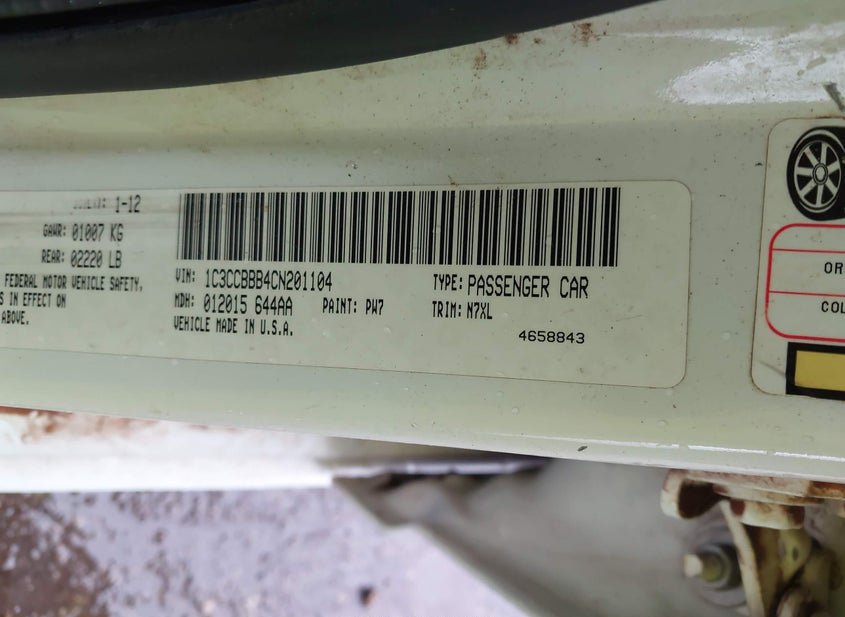 1-12
GAWR: 01007 KG
REAR: 02220 LB
FEDERAL MOTOR VEHICLE SAFETY,
S IN EFFECT ON
ABOVE.
VIN: 1C3CCBBB4CN201104
TYPE: PASSENGER CAR
MDH: 012015 644AA PAINT: PW7
TRIM: N7XL
VEHICLE MADE IN U.S.A.
4658843
OR
COL